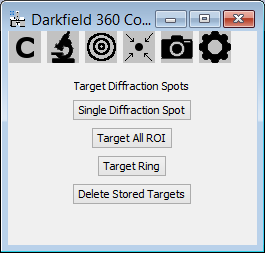 Darkfield 360 Co...
C
Target Diffraction Spots
Single Diffraction Spot
Target All ROI
Target Ring
Delete Stored Targets